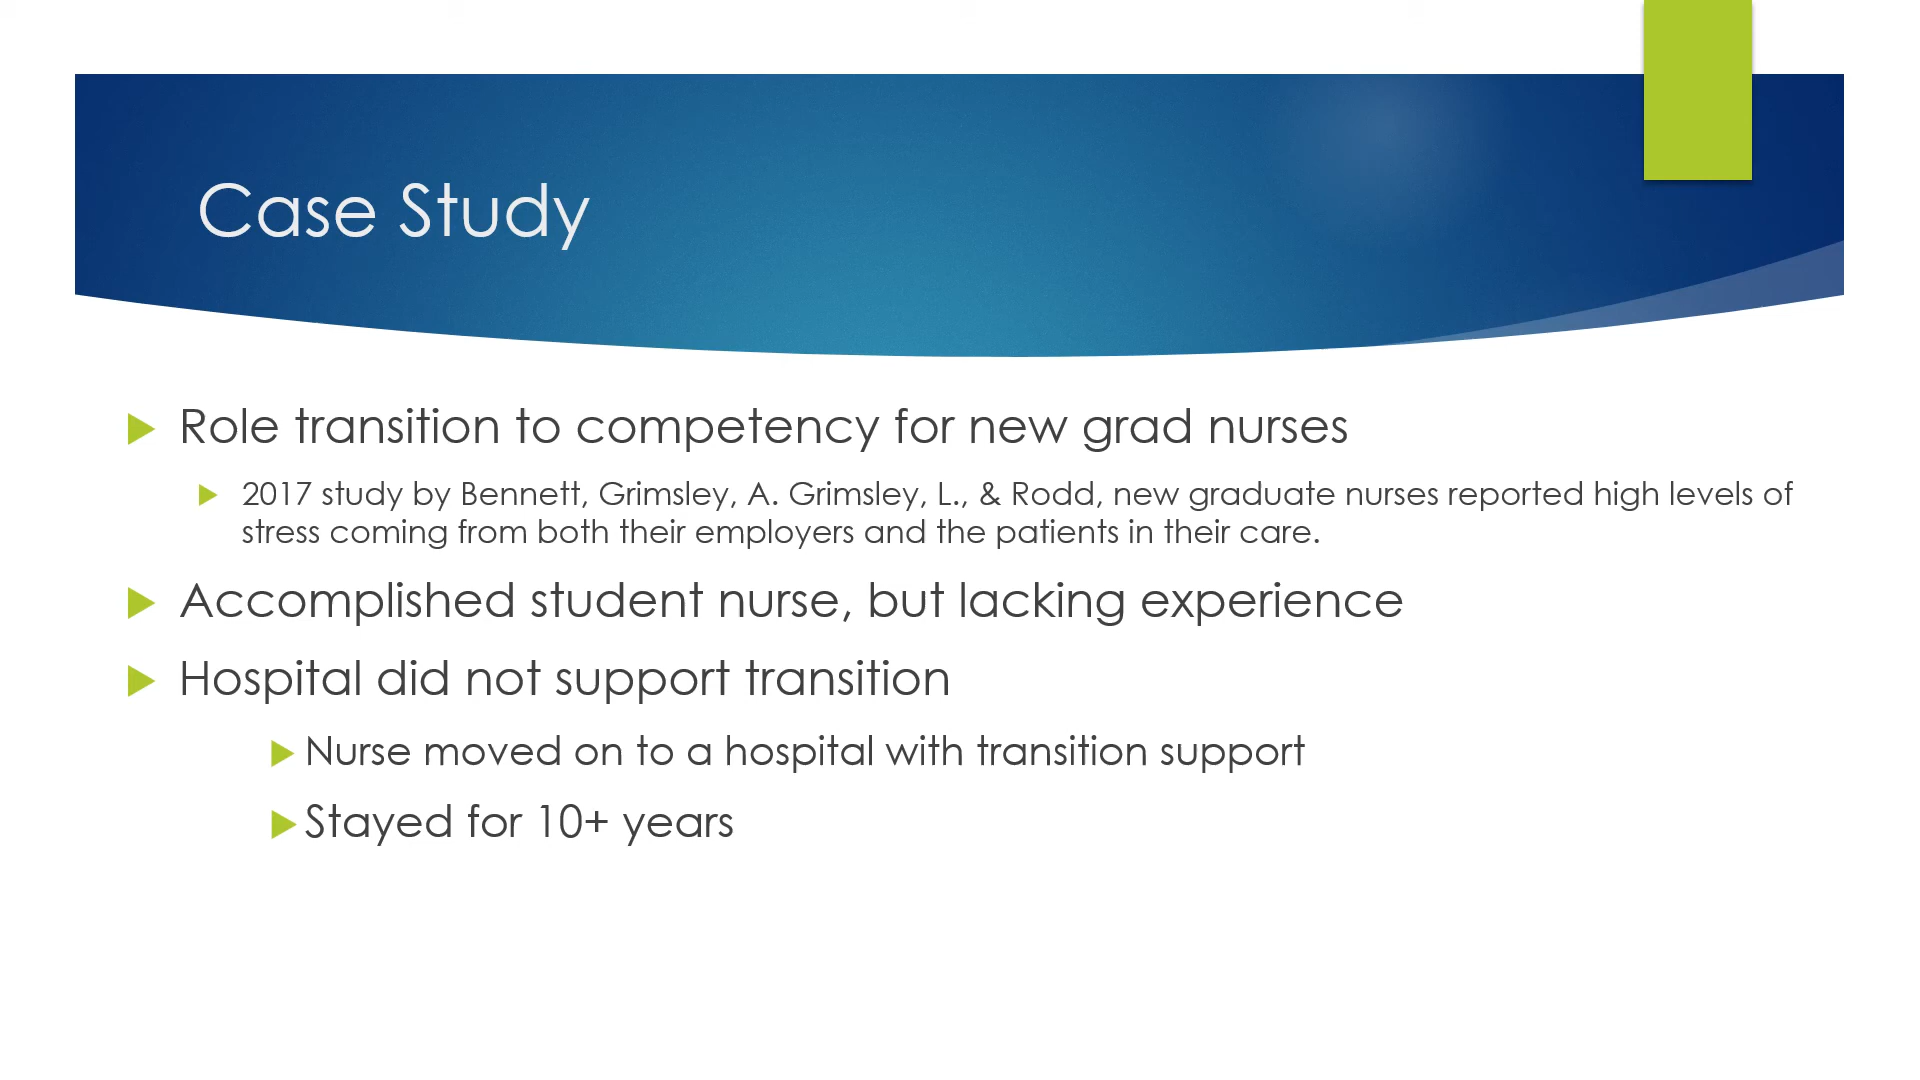 Case Study
Role transition to competency for new grad nurses
2017 study by Bennett, Grimsley, A. Grimsley, L., & Rodd, new graduate nurses reported high levels of
stress coming from both their employers and the patients in their care.
Accomplished student nurse, but lacking experience
Hospital did not support transition
Nurse moved on to a hospital with transition support
Stayed for 10+ years